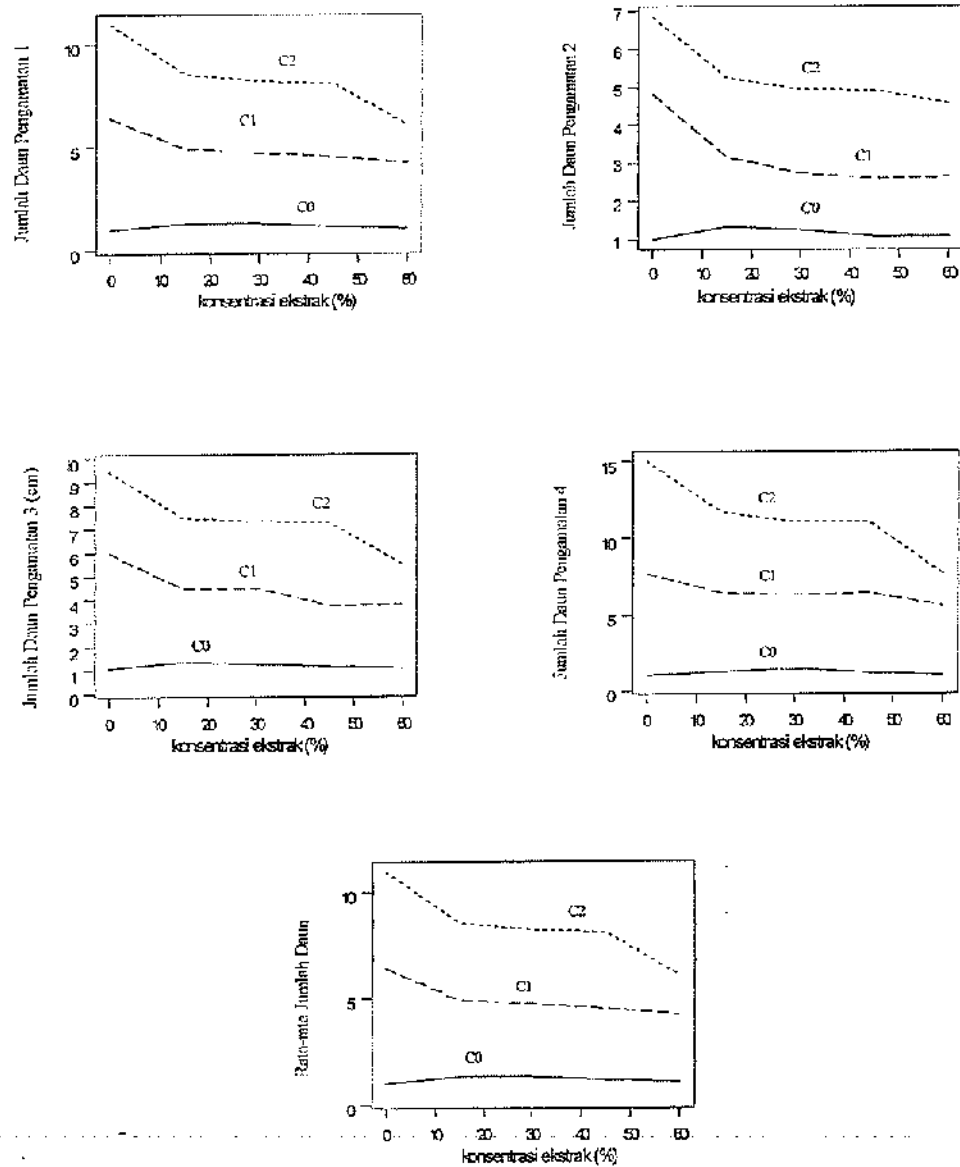 Jumlah Daun Pengamatan 1
10
5
0
C2
C1
C0
0 10 20 30 40 50 60
konsentrasi ekstrak (%)
Jumlah Daun Pengamatan 2
7
6
5
4
3
2
1
C2
C1
C0
0 10 20 30 40 50 60
konsentrasi ekstrak (%)
Jumlah Daun Pengamatan 3 (cm)
10
9
8
7
6
5
4
3
2
1
0
C2
C1
C0
0 10 20 30 40 50 60
konsentrasi ekstrak (%)
Jumlah Daun Pengamatan 4
15
10
5
0
C2
C1
C0
0 10 20 30 40 50 60
konsentrasi ekstrak (%)
Rata-rata Jumlah Daun
10
5
0
C2
C1
C0
0 10 20 30 40 50 60
konsentrasi ekstrak (%)